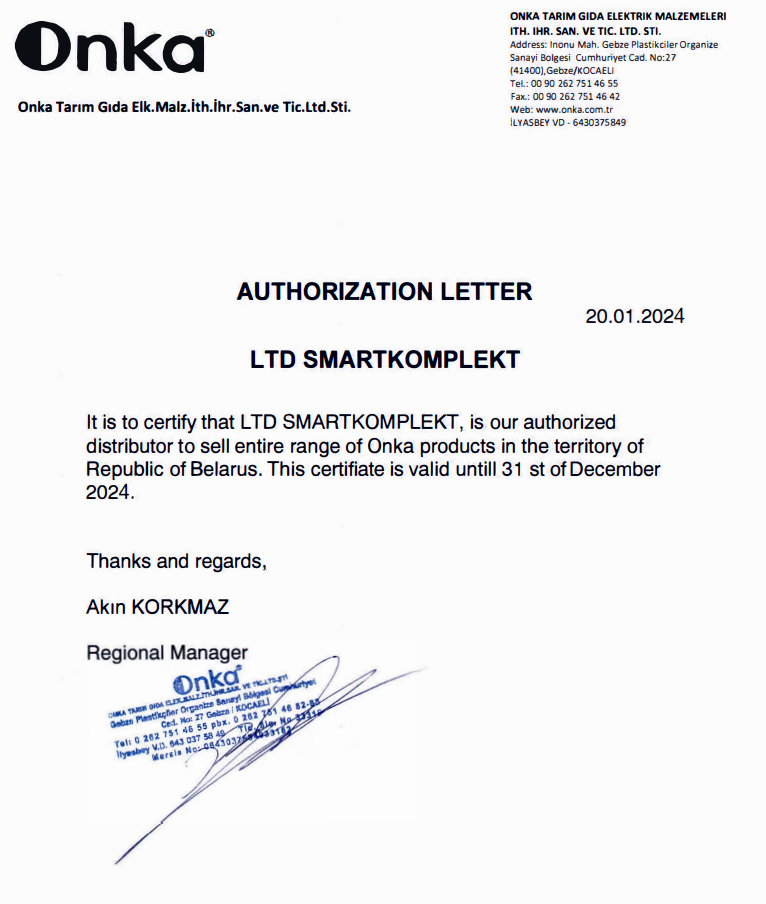 Onka®
Onka Tarım Gıda Elk.Malz.İth.İhr.San.ve Tic.Ltd.Sti.
ONKA TARIM GIDA ELEKTRIK MALZEMELERI
ITH. IHR. SAN. VE TIC. LTD. STI.
Address: Inonu Mah. Gebze Plastikciler Organize
Sanayi Bolgesi Cumhuriyet Cad. No:27
(41400),Gebze/KOCAELI
Tel.: 00 90 262 751 46 55
Fax.: 00 90 262 751 46 42
Web: www.onka.com.tr
İLYASBEY VD - 6430375849
AUTHORIZATION LETTER
20.01.2024
LTD SMARTKOMPLEKT
It is to certify that LTD SMARTKOMPLEKT, is our authorized
distributor to sell entire range of Onka products in the territory of
Republic of Belarus. This certifiate is valid untill 31 st of December
2024.
Thanks and regards,
Akın KORKMAZ
Regional Manager
Onka®
ONKA TARIM GIDA ELEK.MALZ.İTH.İHR.SAN. VE TİC.LTD.ŞTİ
Gebze Plastikçiler Organize Sanayi Bölgesi Cumhuriyet
Cad. No: 27 Gebze / KOCAELİ
Tel: 0 262 751 46 55 pbx. 0 262 751 46 82-85
İlyasbey V.D. 643 037 58 49
Mersis No: